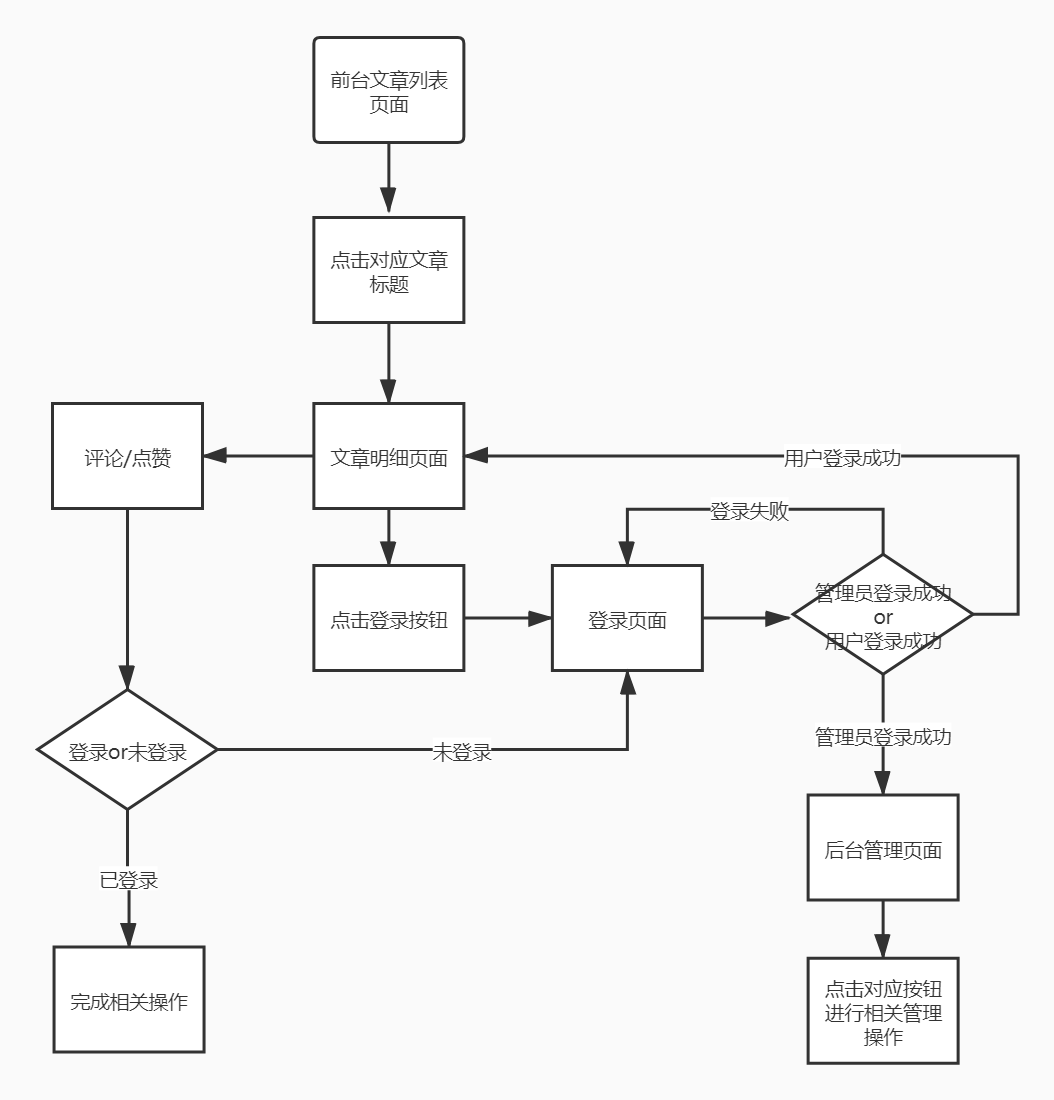 前台文章列表
页面
点击对应文章
标题
评论/点赞
文章明细页面
用户登录成功
登录失败
点击登录按钮
登录页面
管理员登录成功
or
用户登录成功
登录or未登录
未登录
管理员登录成功
已登录
后台管理页面
完成相关操作
点击对应按钮
进行相关管理
操作